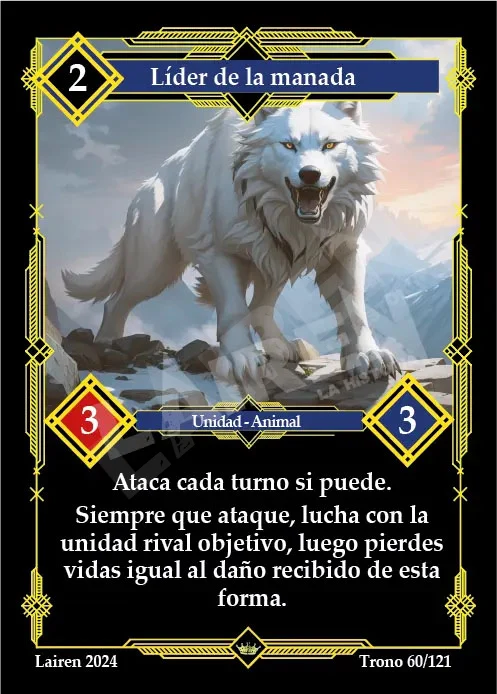 2
Líder de la manada
3
Unidad - Animal
3
Ataca cada turno si puede.
Siempre que ataque, lucha con la
unidad rival objetivo, luego pierdes
vidas igual al daño recibido de esta
forma.
Lairen 2024
Trono 60/121